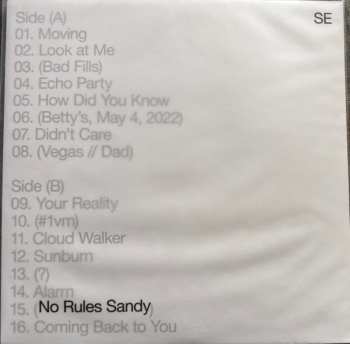 Side (A)
SE
01. Moving
02. Look at Me
03. (Bad Fills)
04. Echo Party
05. How Did You Know
06. (Betty's, May 4, 2022)
07. Didn't Care
08. (Vegas // Dad)
Side (B)
09. Your Reality
10. (#1vm)
11. Cloud Walker
12. Sunburn
13. (?)
14. Alarm
15. (
No Rules Sandy
)
16. Coming Back to You